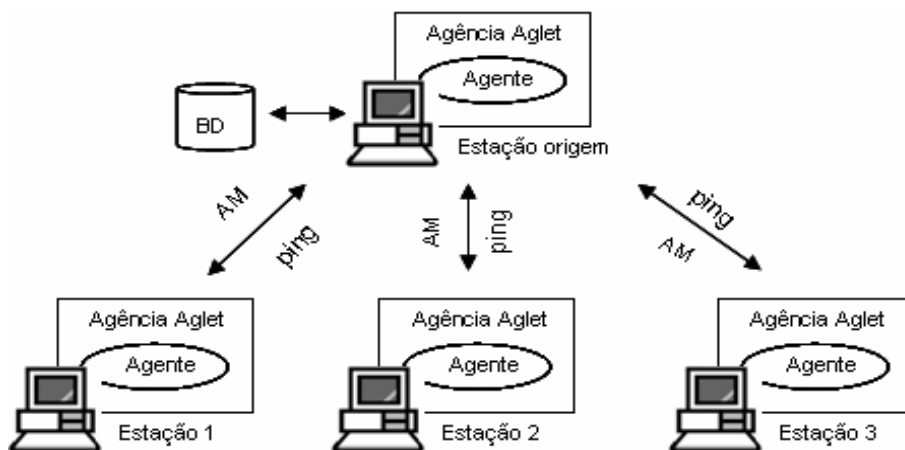 Agência Aglet
Agente
BD
Estação origem
AM
ping
AM
ping
ping
AM
Agência Aglet
Agente
Estação 1
Agência Aglet
Agente
Estação 2
Agência Aglet
Agente
Estação 3